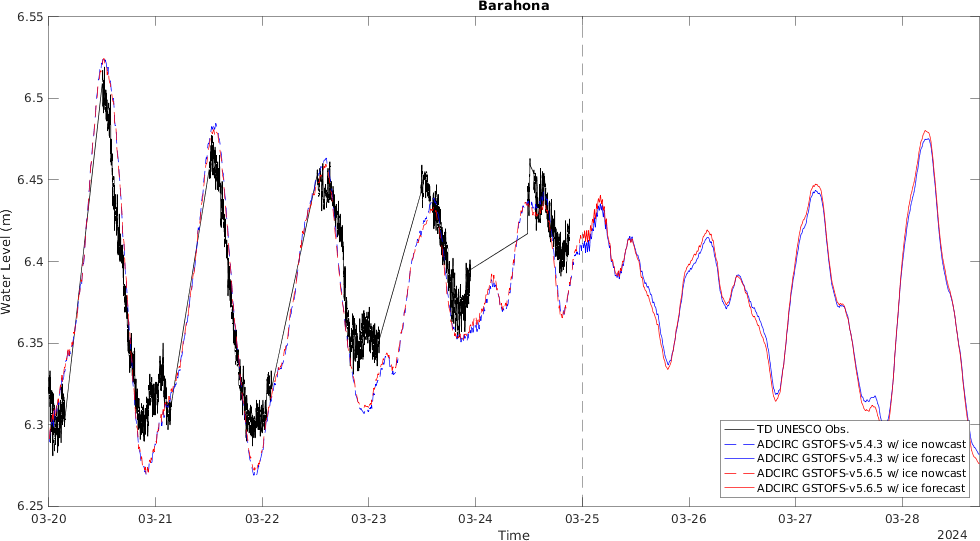 Barahona
6.55
6.5
6.45
6.4
6.35
6.3
6.25
Water Level (m)
03-20 03-21 03-22 03-23 03-24 03-25 03-26 03-27 03-28
Time
2024
TD UNESCO Obs.
ADCIRC GSTOFS-v5.4.3 w/ ice nowcast
ADCIRC GSTOFS-v5.4.3 w/ ice forecast
ADCIRC GSTOFS-v5.6.5 w/ ice nowcast
ADCIRC GSTOFS-v5.6.5 w/ ice forecast